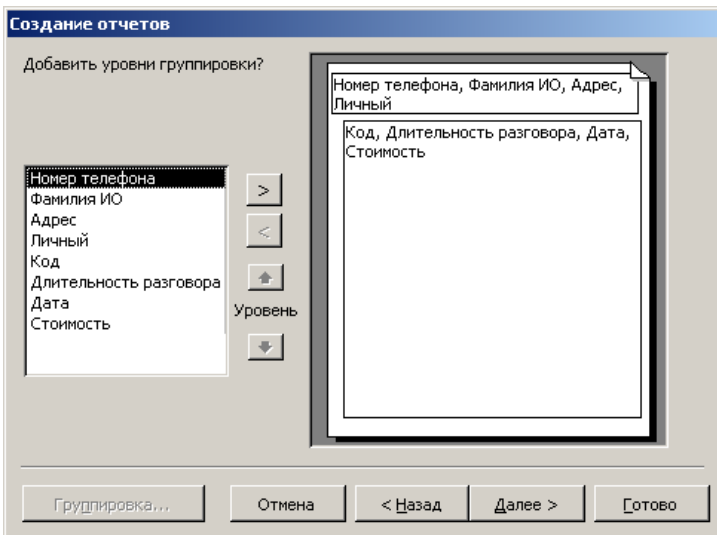 Создание отчетов
Добавить уровни группировки?
Номер телефона
Фамилия ИО
Адрес
Личный
Код
Длительность разговора
Дата
Стоимость
>
<
Уровень
Номер телефона, Фамилия ИО, Адрес,
Личный
Код, Длительность разговора, Дата,
Стоимость
Группировка...
Отмена
< Назад
Далее >
Готово